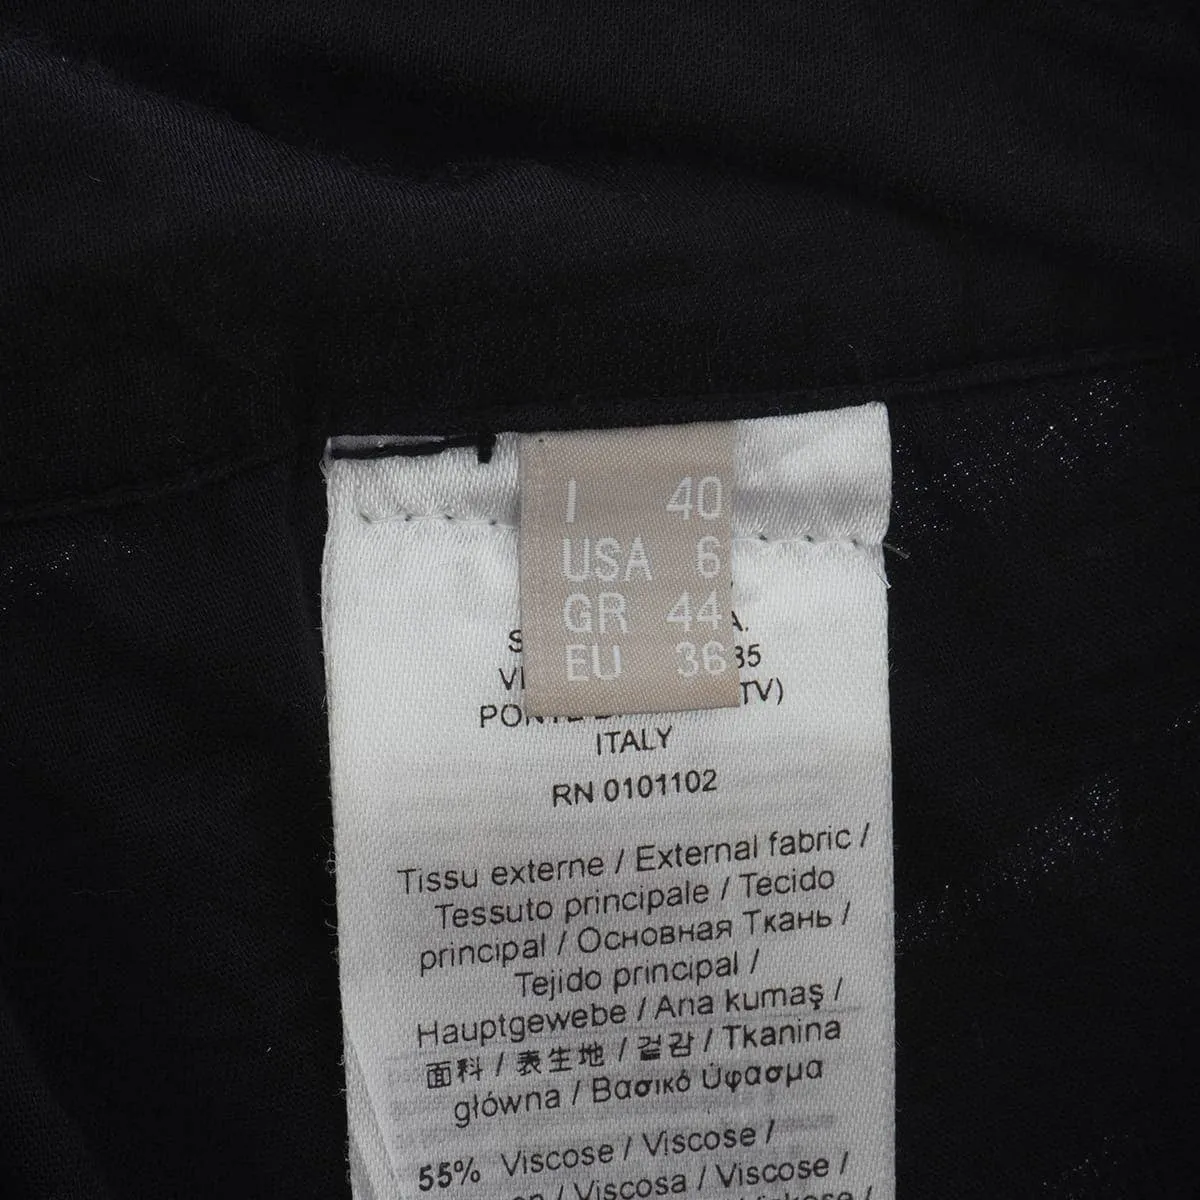 I 40
USA 6
GR 44
EU 36
ITALY
RN 0101102
Tissu externe / External fabric /
Tessuto principale / Tecido
principal / Основная Ткань /
Tejido principal /
Hauptgewebe / Ana kumaş /
面料 / 表生地 / 겉감 / Tkanina
główna / Βασικό ύφασμα
55% Viscose / Viscose /
/ Viscosa / Viscose /